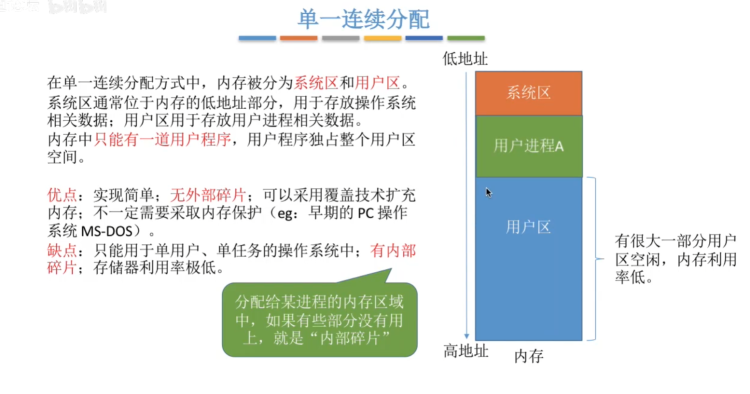 bilibili
单一连续分配
低地址
在单一连续分配方式中，内存被分为系统区和用户区。
系统区通常位于内存的低地址部分，用于存放操作系统
相关数据；用户区用于存放用户进程相关数据。
内存中只能有一道用户程序，用户程序独占整个用户区
空间。
优点：实现简单；无外部碎片；可以采用覆盖技术扩充
内存；不一定需要采取内存保护（eg：早期的 PC 操作
系统 MS-DOS）。
缺点：只能用于单用户、单任务的操作系统中；有内部
碎片；存储器利用率极低。
分配给某进程的内存区域
中，如果有些部分没有用
上，就是“内部碎片”
系统区
用户进程A
用户区
有很大一部分用户
区空闲，内存利用
率低。
高地址
内存